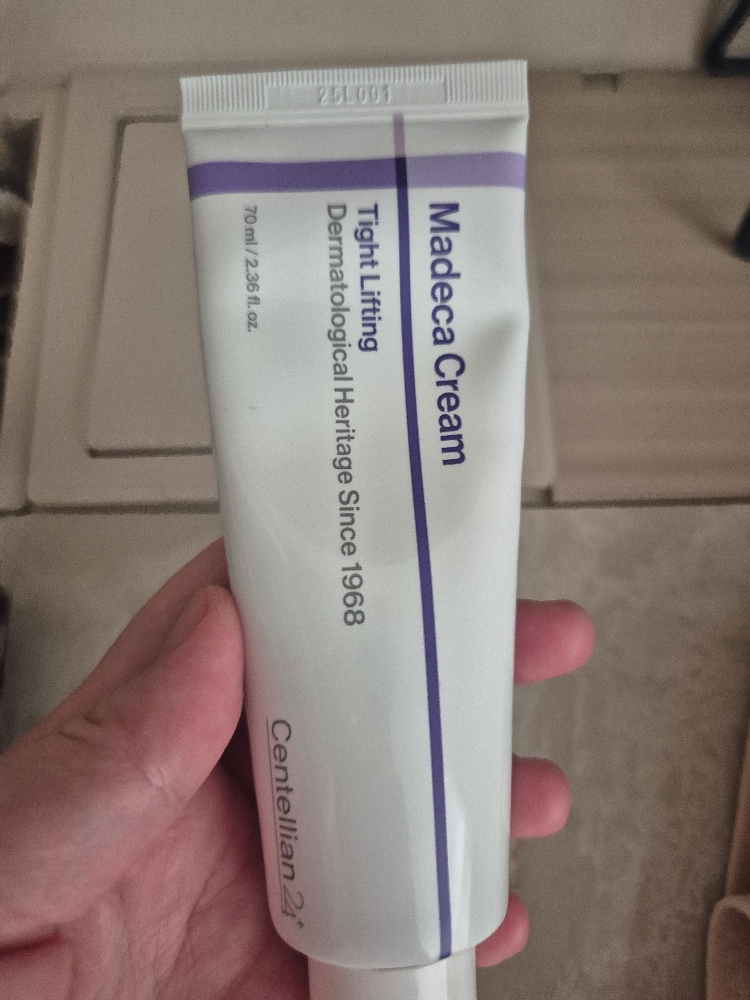 25L001
Madeca Cream
Tight Lifting
Dermatological Heritage Since 1968
70 ml / 2.36 fl. oz.
Centellian 24+